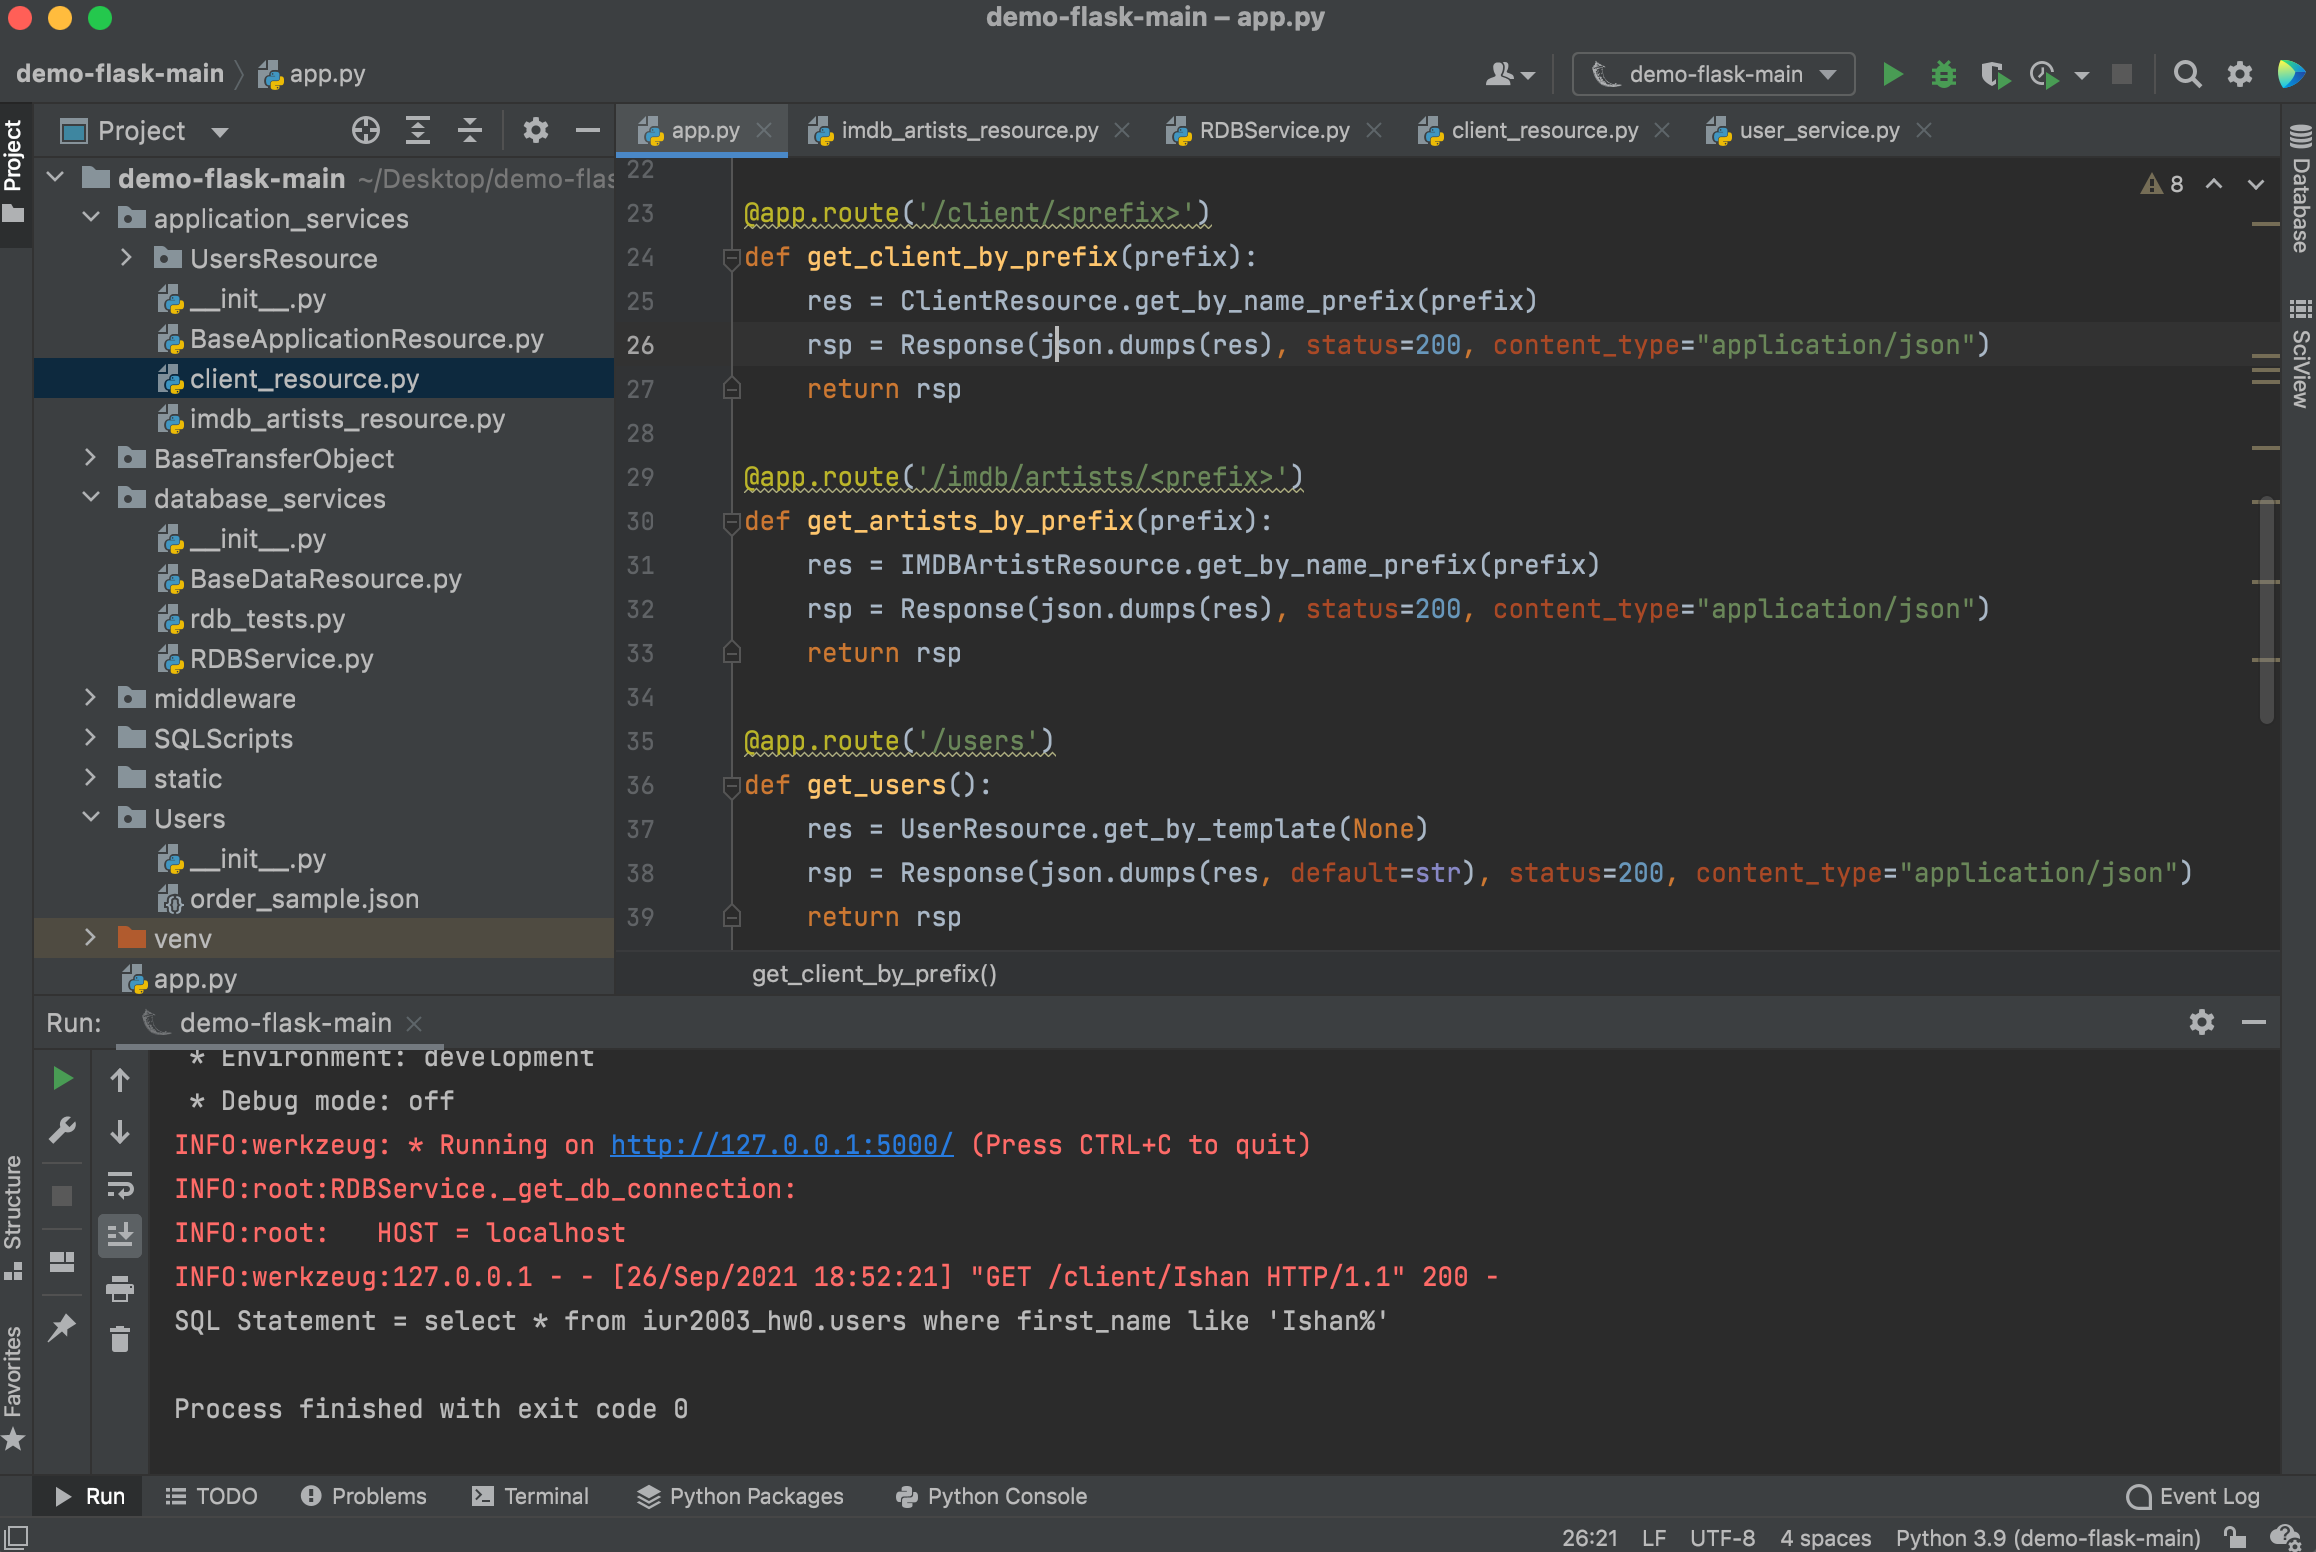 demo-flask-main – app.py
demo-flask-main app.py
demo-flask-main
Project
app.py
imdb_artists_resource.py
RDBService.py
client_resource.py
user_service.py
Project
Structure
Favorites
Database
SciView
demo-flask-main ~/Desktop/demo-flas
application_services
UsersResource
__init__.py
BaseApplicationResource.py
client_resource.py
imdb_artists_resource.py
BaseTransferObject
database_services
__init__.py
BaseDataResource.py
rdb_tests.py
RDBService.py
middleware
SQLScripts
static
Users
__init__.py
order_sample.json
venv
app.py
8
22
23 @app.route('/client/<prefix>')
24 def get_client_by_prefix(prefix):
25 res = ClientResource.get_by_name_prefix(prefix)
26 rsp = Response(json.dumps(res), status=200, content_type="application/json")
27 return rsp
28
29 @app.route('/imdb/artists/<prefix>')
30 def get_artists_by_prefix(prefix):
31 res = IMDBArtistResource.get_by_name_prefix(prefix)
32 rsp = Response(json.dumps(res), status=200, content_type="application/json")
33 return rsp
34
35 @app.route('/users')
36 def get_users():
37 res = UserResource.get_by_template(None)
38 rsp = Response(json.dumps(res, default=str), status=200, content_type="application/json")
39 return rsp
get_client_by_prefix()
Run: demo-flask-main
* Environment: development
* Debug mode: off
INFO:werkzeug: * Running on http://127.0.0.1:5000/ (Press CTRL+C to quit)
INFO:root:RDBService._get_db_connection:
INFO:root: HOST = localhost
INFO:werkzeug:127.0.0.1 - - [26/Sep/2021 18:52:21] "GET /client/Ishan HTTP/1.1" 200 -
SQL Statement = select * from iur2003_hw0.users where first_name like 'Ishan%'
Process finished with exit code 0
Run TODO Problems Terminal Python Packages Python Console Event Log
26:21 LF UTF-8 4 spaces Python 3.9 (demo-flask-main)